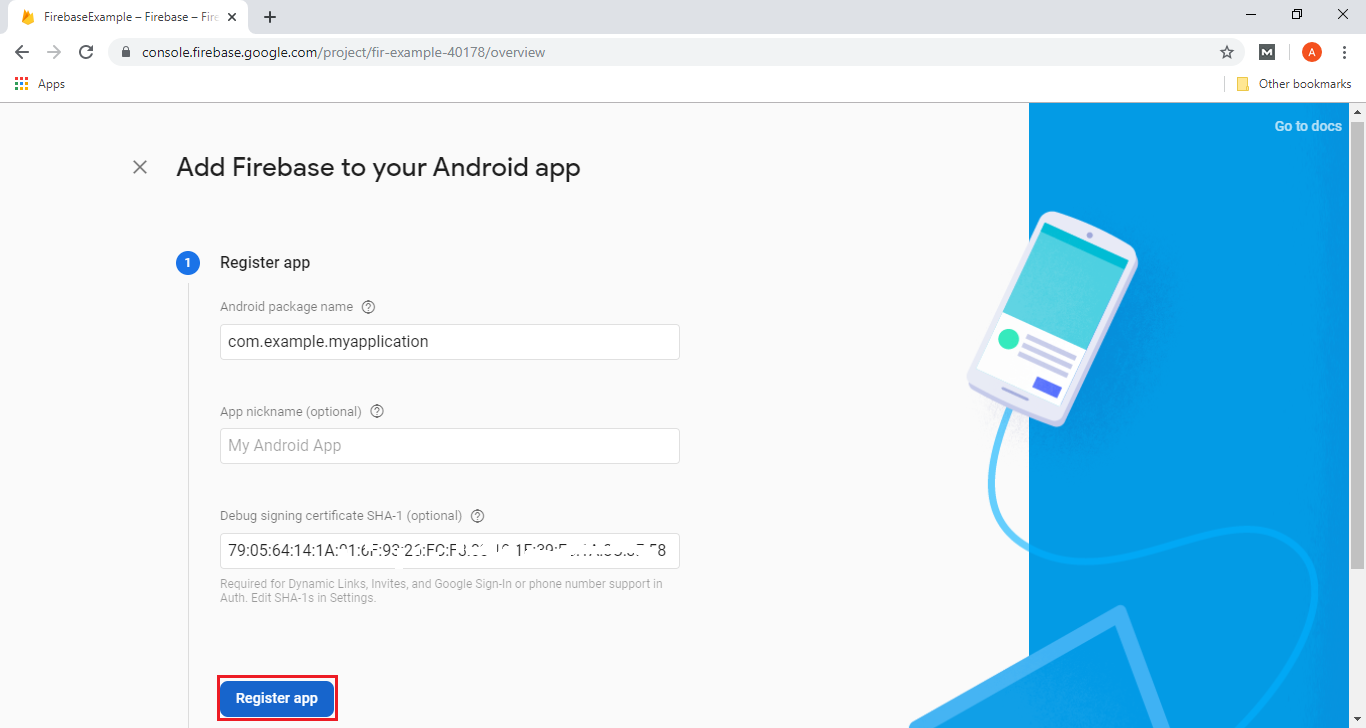 FirebaseExample – Firebase – Fire
console.firebase.google.com/project/fir-example-40178/overview
M
A
Apps
Other bookmarks
Go to docs
Add Firebase to your Android app
1
Register app
Android package name ?
com.example.myapplication
App nickname (optional) ?
My Android App
Debug signing certificate SHA-1 (optional) ?
79:05:64:14:1A:
Required for Dynamic Links, Invites, and Google Sign-In or phone number support in
Auth. Edit SHA-1s in Settings.
Register app